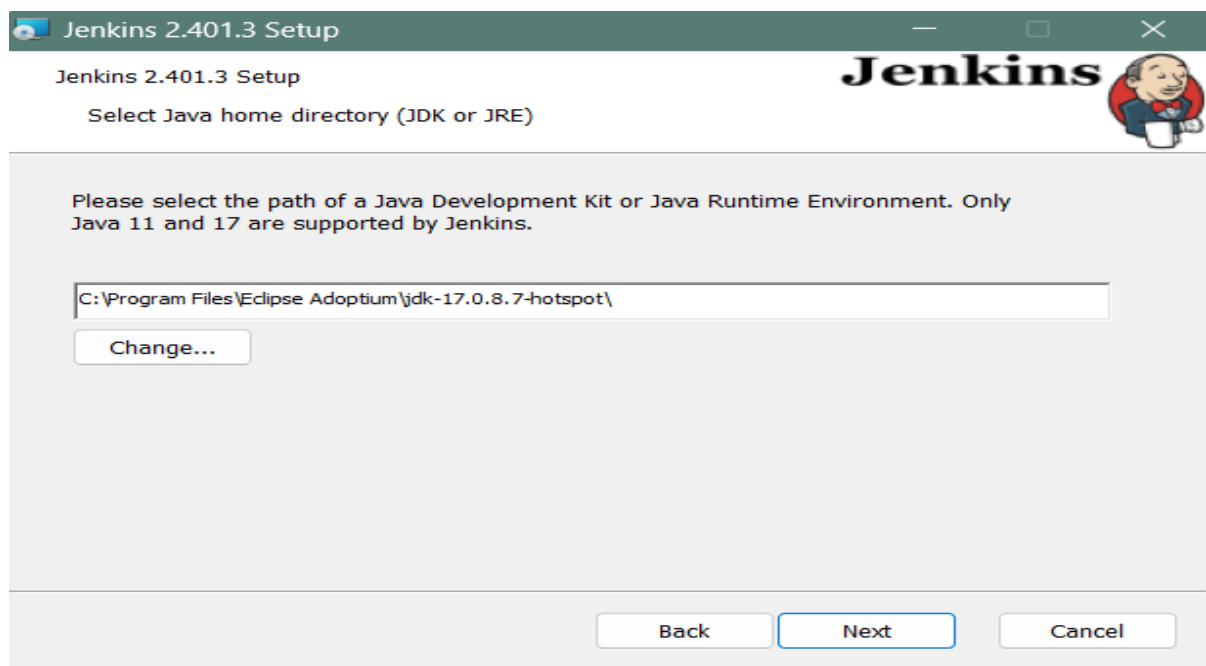 Jenkins 2.401.3 Setup
Jenkins 2.401.3 Setup
Jenkins
Select Java home directory (JDK or JRE)
Please select the path of a Java Development Kit or Java Runtime Environment. Only
Java 11 and 17 are supported by Jenkins.
C:\Program Files\Eclipse Adoptium\jdk-17.0.8.7-hotspot\
Change...
Back
Next
Cancel